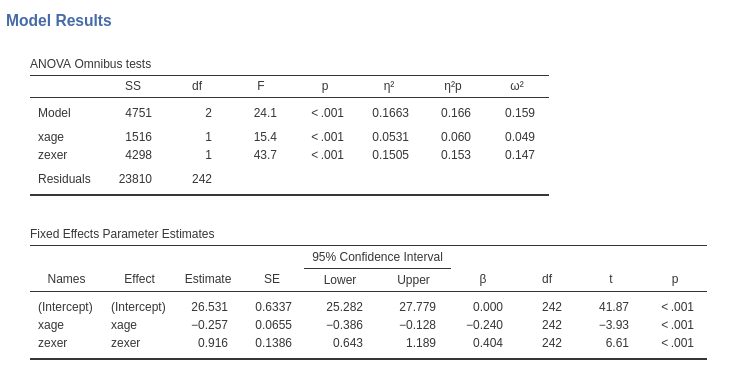 Model Results
ANOVA Omnibus tests
SS df F p η² η²p ω²
Model 4751 2 24.1 < .001 0.1663 0.166 0.159
xage 1516 1 15.4 < .001 0.0531 0.060 0.049
zexer 4298 1 43.7 < .001 0.1505 0.153 0.147
Residuals 23810 242
Fixed Effects Parameter Estimates
95% Confidence Interval
Names Effect Estimate SE Lower Upper β df t p
(Intercept) (Intercept) 26.531 0.6337 25.282 27.779 0.000 242 41.87 < .001
xage xage −0.257 0.0655 −0.386 −0.128 −0.240 242 −3.93 < .001
zexer zexer 0.916 0.1386 0.643 1.189 0.404 242 6.61 < .001